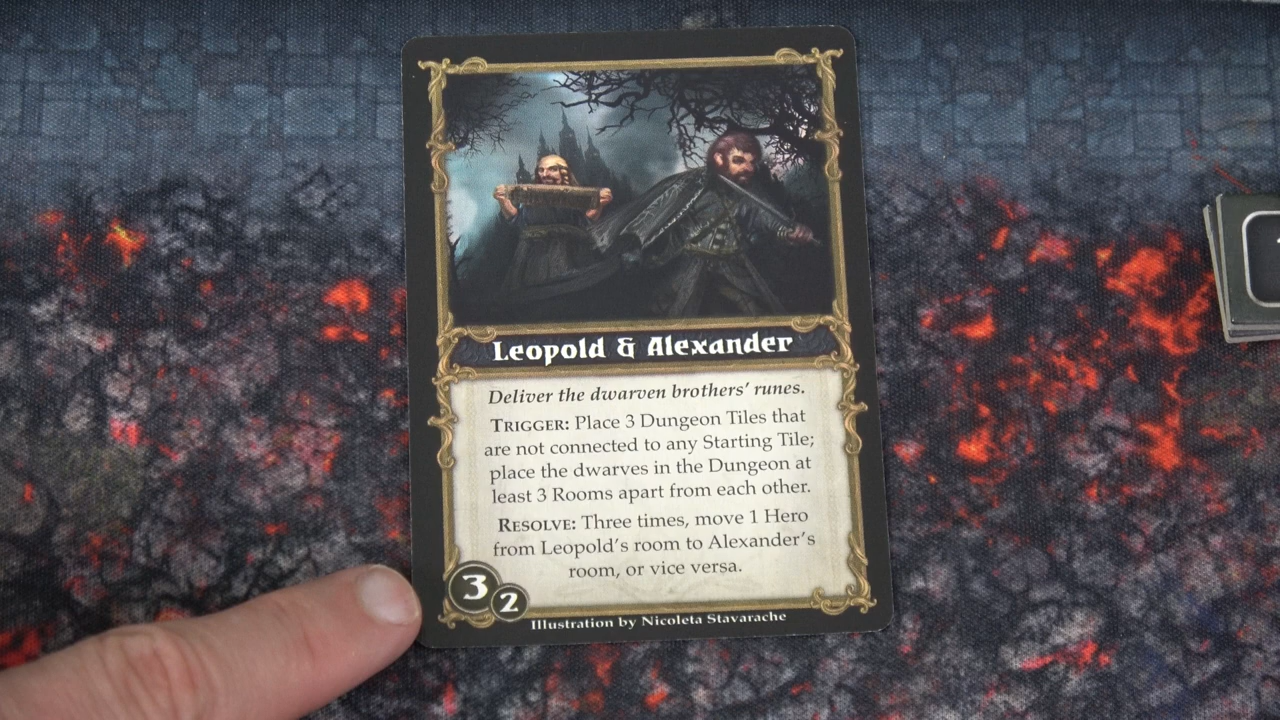 Leopold & Alexander
Deliver the dwarven brothers' runes.
TRIGGER: Place 3 Dungeon Tiles that
are not connected to any Starting Tile;
place the dwarves in the Dungeon at
least 3 Rooms apart from each other.
RESOLVE: Three times, move 1 Hero
from Leopold's room to Alexander's
room, or vice versa.
3
2
Illustration by Nicoleta Stavarache